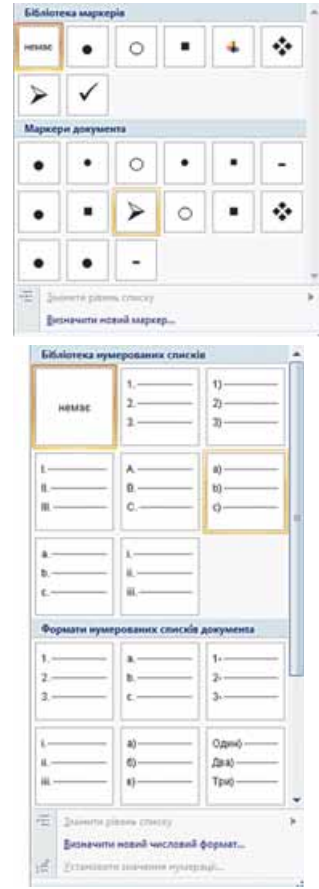 Бібліотека маркерів
немає
Маркери документа
Змінити рівень списку
Визначити новий маркер...
Бібліотека нумерованих списків
немає
1.
2.
3.
1)
2)
3)
I.
II.
III.
A.
B.
C.
a)
b)
c)
a.
b.
c.
i.
ii.
iii.
Формати нумерованих списків документа
1.
2.
3.
a.
b.
c.
1-
2-
3-
i.
ii.
iii.
а)
б)
в)
Один)
Два)
Три)
Змінити рівень списку
Визначити новий числовий формат...
Установити значення нумерації...